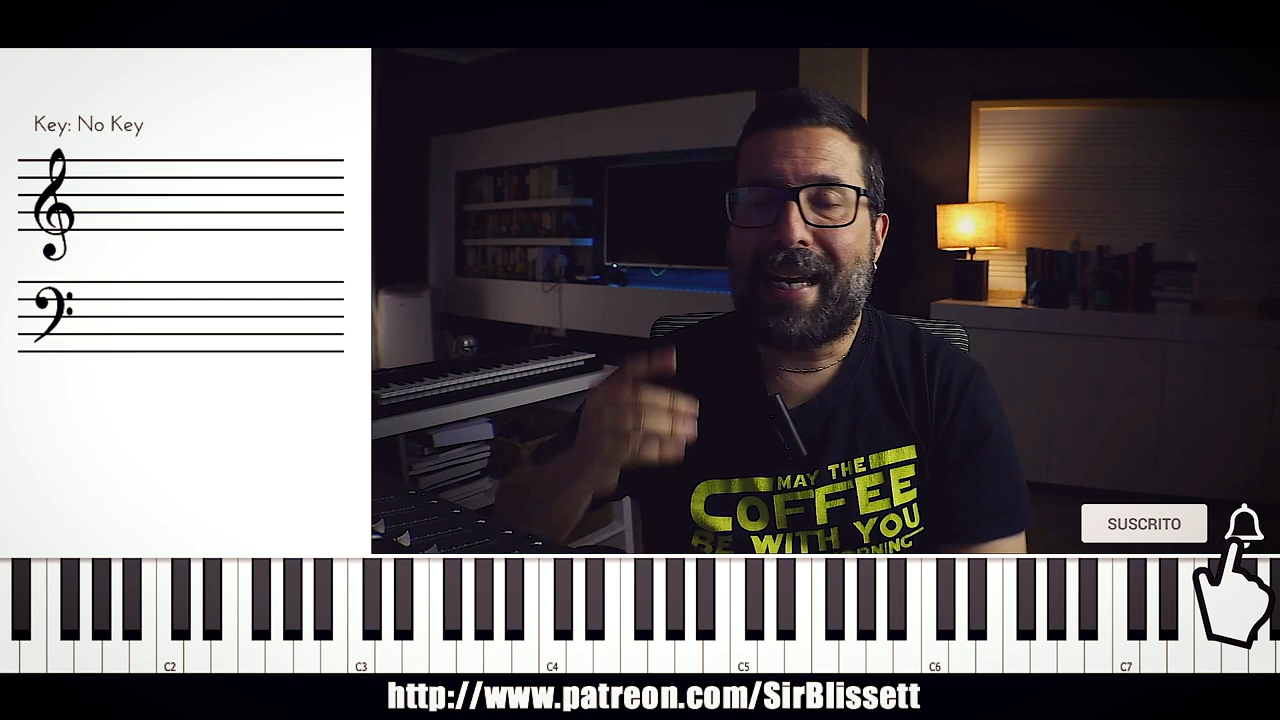 Key: No Key
MAY THE
COFFEE
BE WITH YOU
SUSCRITO
C2 C3 C4 C5 C6 C7
http://www.patreon.com/SirBlissett